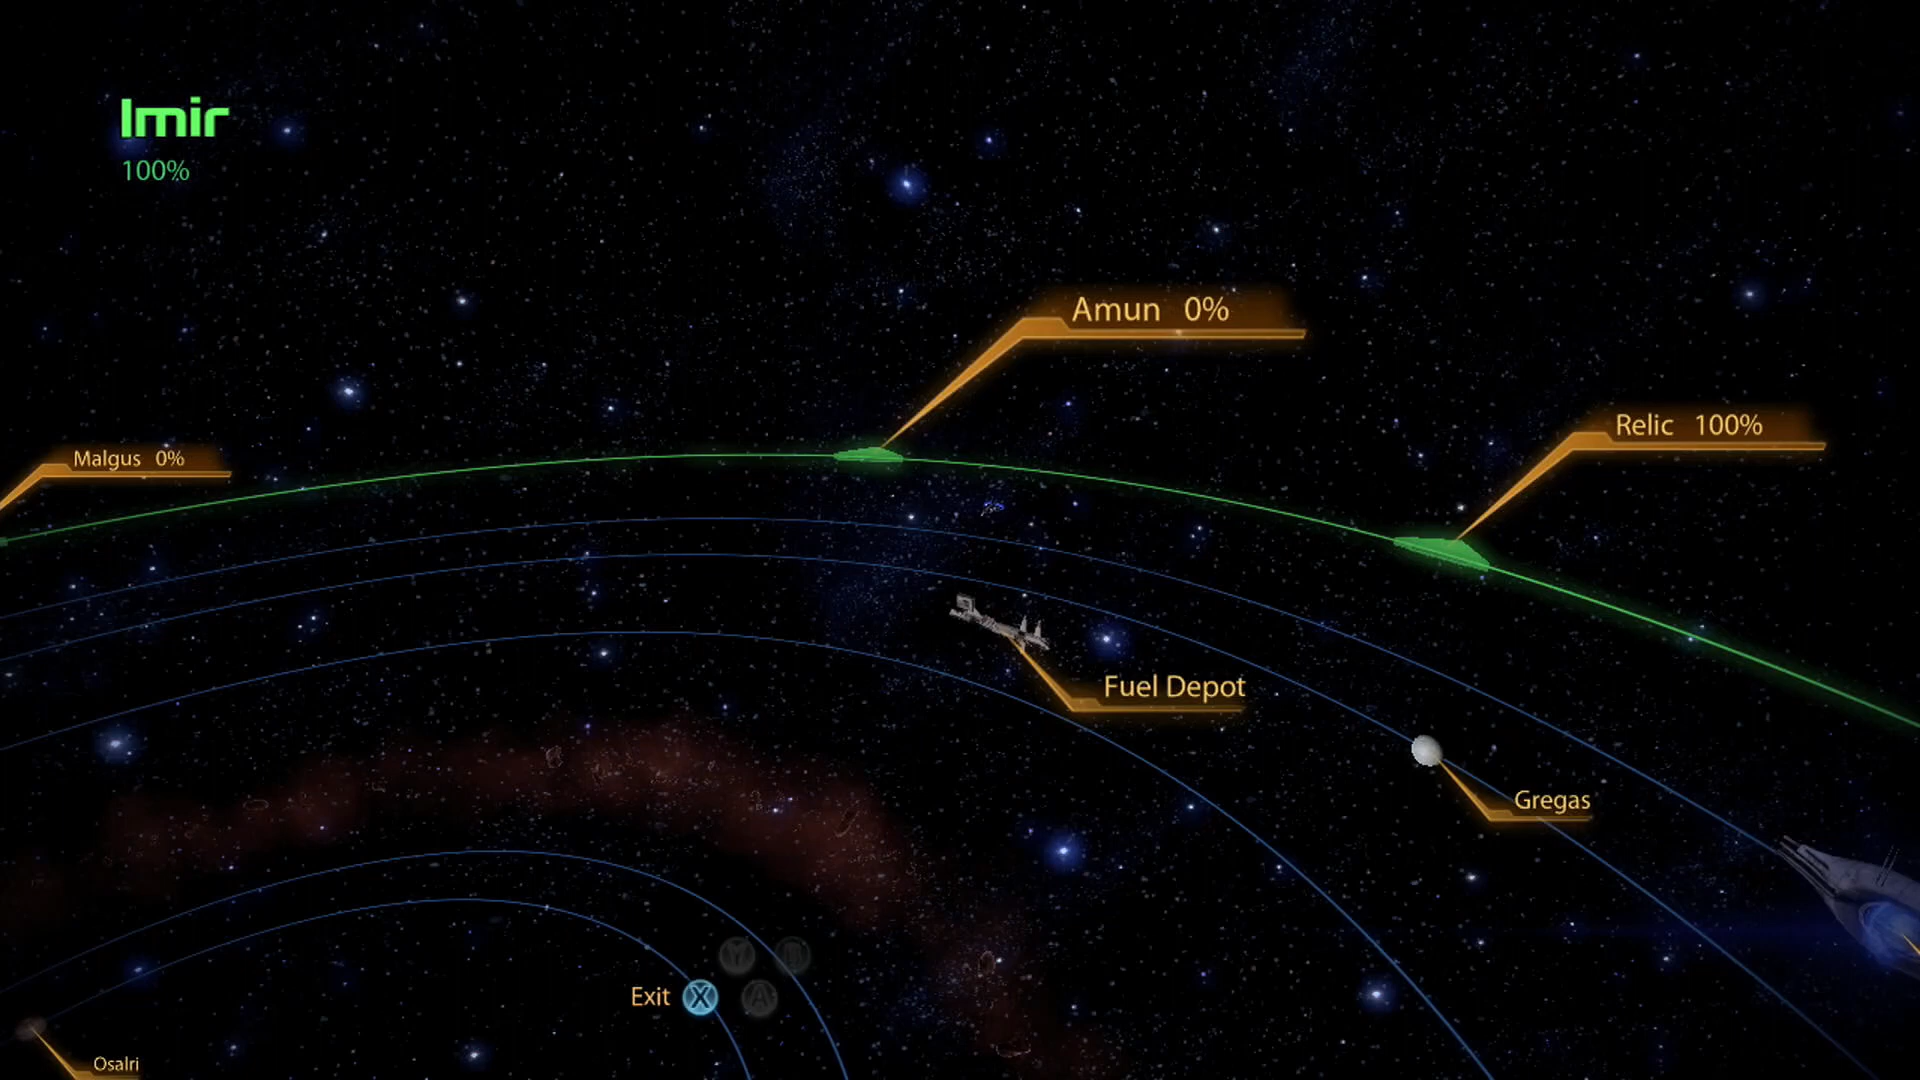 Imir
100%
Amun 0%
Relic 100%
Malgus 0%
Fuel Depot
Gregas
Y
Exit X A
Osalri